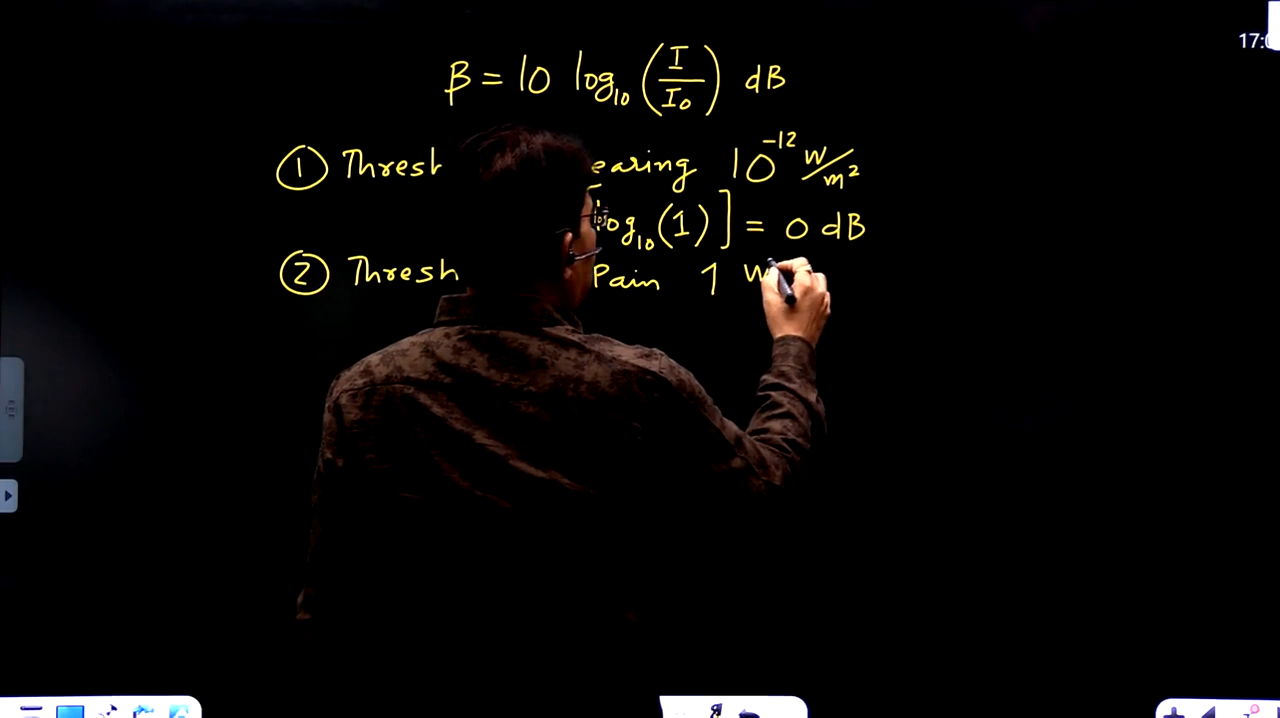 17:0
β = 10 log₁₀ (I/I₀) dB
① Thresh earing 10⁻¹² W/m²
log₁₀(1)] = 0 dB
② Thresh Pain 1 W